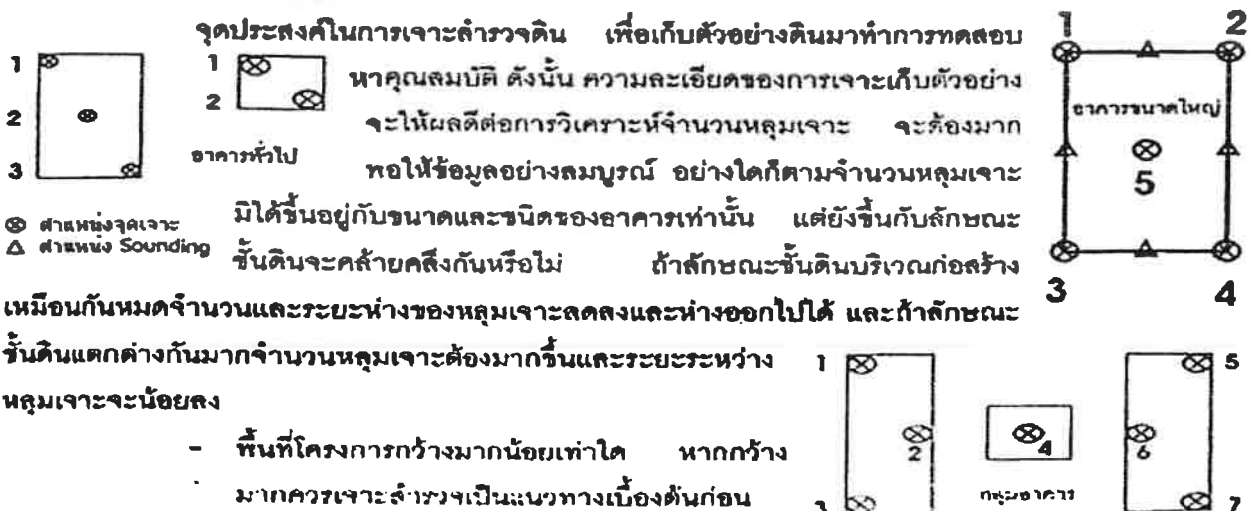 จุดประสงค์ในการเจาะสำรวจดิน เพื่อเก็บตัวอย่างดินมาทำการทดสอบ
หาคุณสมบัติ ดังนั้น ความละเอียดของการเจาะเก็บตัวอย่าง
จะให้ผลดีต่อการวิเคราะห์จำนวนหลุมเจาะ จะต้องมาก
พอให้ข้อมูลอย่างสมบูรณ์ อย่างใดก็ตามจำนวนหลุมเจาะ
มิได้ขึ้นอยู่กับขนาดและชนิดของอาคารเท่านั้น แต่ยังขึ้นกับลักษณะ
ชั้นดินจะคล้ายคลึงกันหรือไม่ ถ้าลักษณะชั้นดินบริเวณก่อสร้าง
เหมือนกันหมดจำนวนและระยะห่างของหลุมเจาะลดลงและห่างออกไปได้ และถ้าลักษณะ
ชั้นดินแตกต่างกันมากจำนวนหลุมเจาะต้องมากขึ้นและระยะระหว่าง
หลุมเจาะจะน้อยลง
- พื้นที่โครงการกว้างมากน้อยเท่าใด หากกว้าง
มากควรเจาะสำรวจเป็นแนวทางเบื้องต้นก่อน
1
2
3
1
2
อาคารทั่วไป
⊗ ตำแหน่งจุดเจาะ
△ ตำแหน่ง Sounding
1 2
อาคารขนาดใหญ่
5
3 4
1 5
2 4 6
กลุ่มอาคาร
3 7